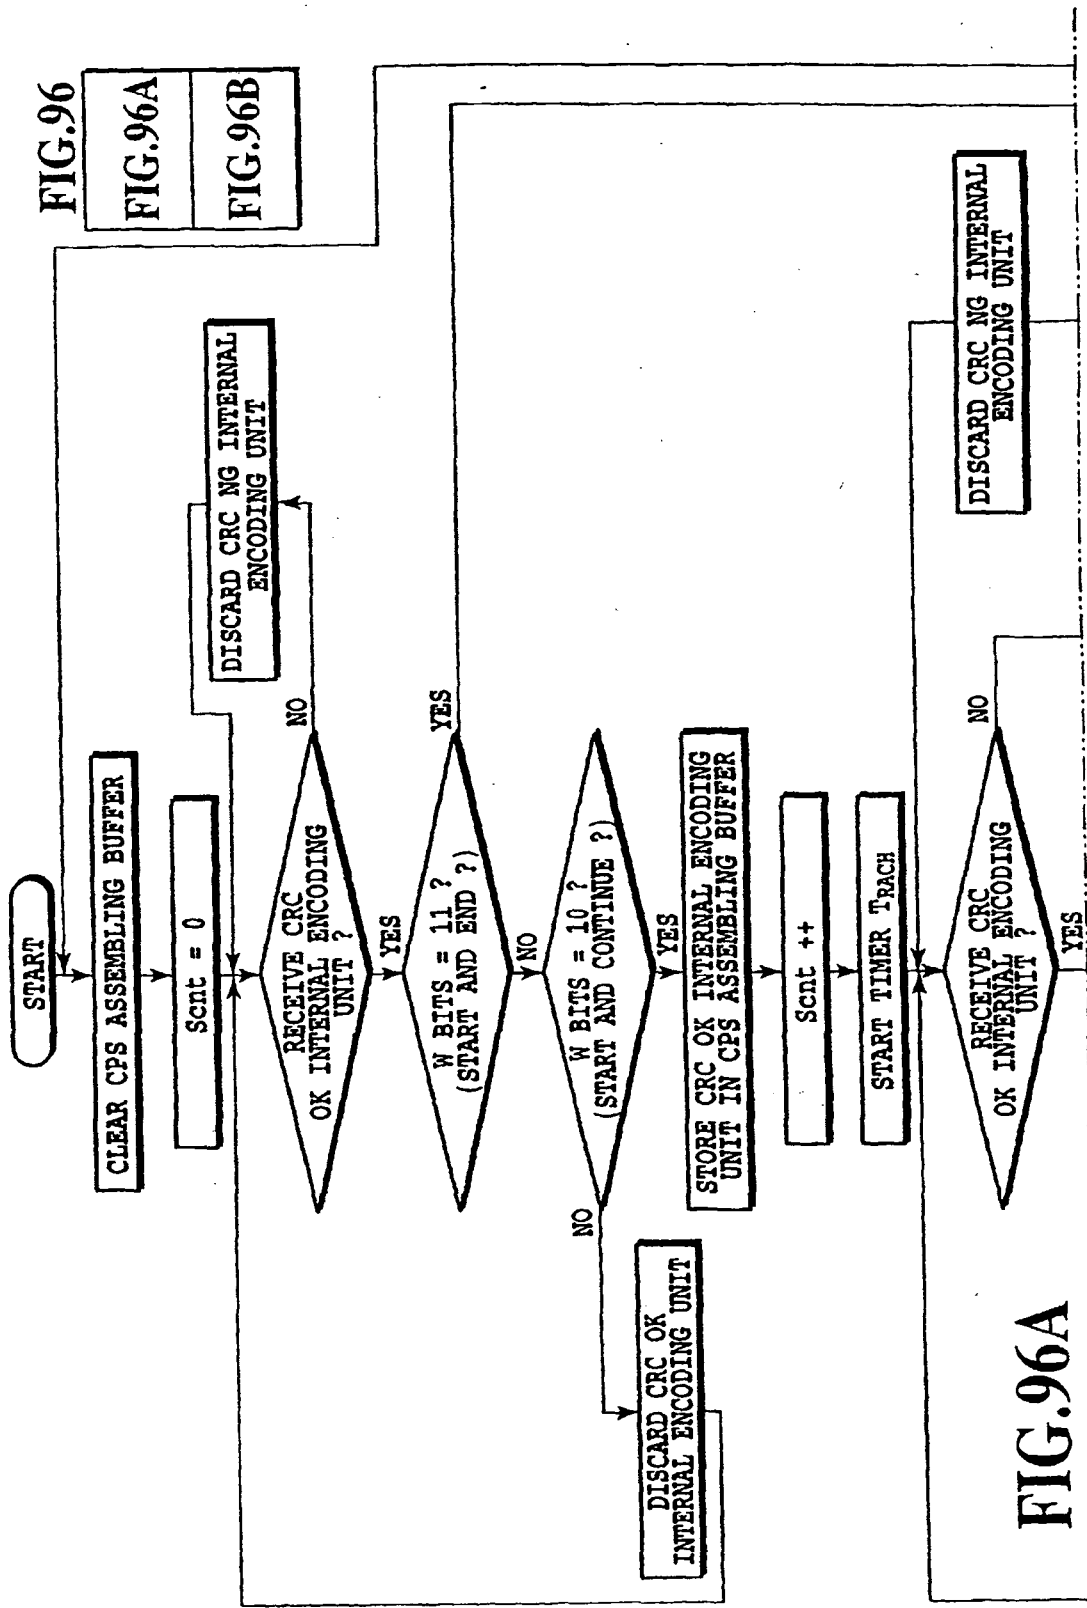 FIG.96
FIG.96A
FIG.96B
START
CLEAR CPS ASSEMBLING BUFFER
Scnt = 0
RECEIVE CRC
OK INTERNAL ENCODING
UNIT ?
NO
DISCARD CRC NG INTERNAL
ENCODING UNIT
YES
W BITS = 11 ?
(START AND END ?)
YES
NO
W BITS = 10 ?
(START AND CONTINUE ?)
NO
DISCARD CRC OK
INTERNAL ENCODING UNIT
YES
STORE CRC OK INTERNAL ENCODING
UNIT IN CPS ASSEMBLING BUFFER
Scnt ++
START TIMER TRACH
RECEIVE CRC
OK INTERNAL ENCODING
UNIT ?
NO
DISCARD CRC NG INTERNAL
ENCODING UNIT
YES
FIG.96A